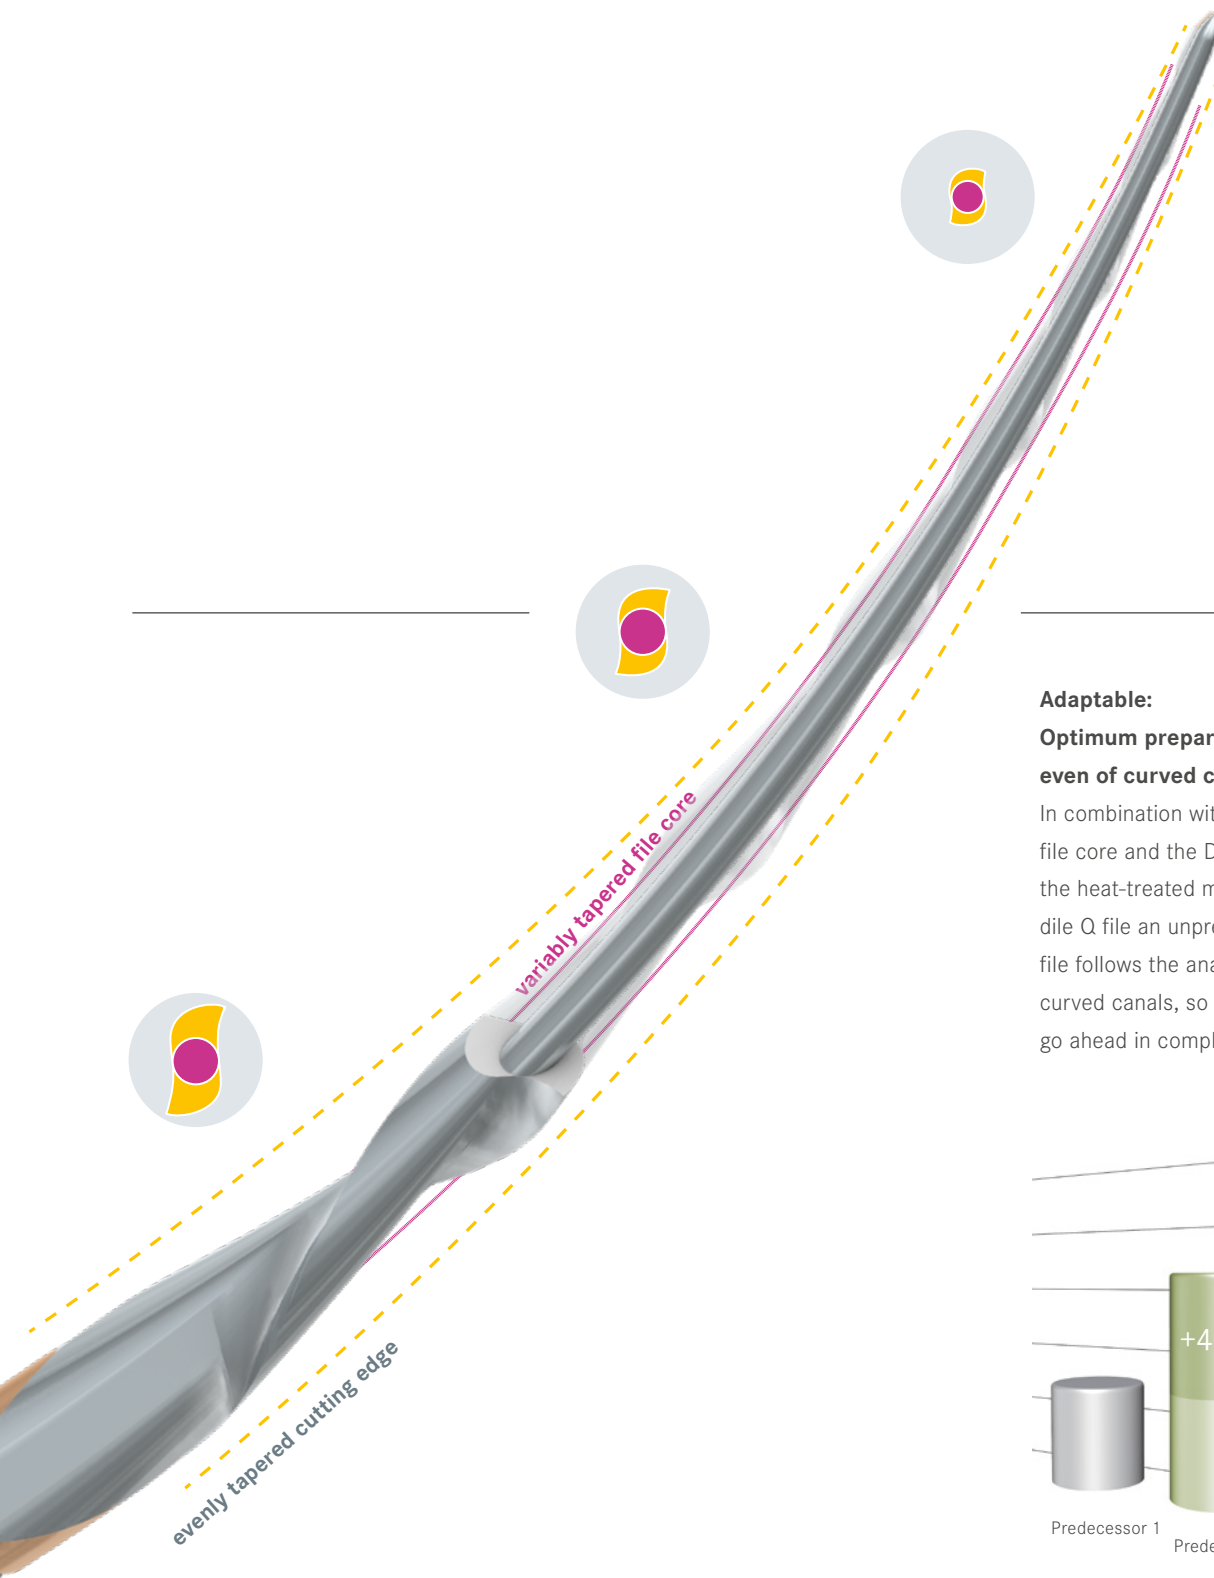 variably tapered file core
evenly tapered cutting edge
Adaptable:
Optimum prepar
even of curved c
In combination wit
file core and the D
the heat-treated m
dile Q file an unpre
file follows the ana
curved canals, so
go ahead in compl
+4
Predecessor 1
Prede